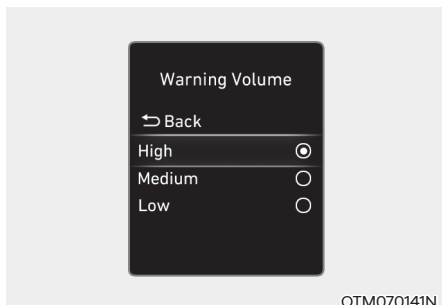 Warning Volume
Back
High
Medium
Low
OTM070141N